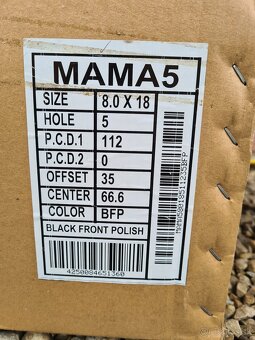 MAMA5
SIZE 8.0 X 18
HOLE 5
P.C.D.1 112
P.C.D.2 0
OFFSET 35
CENTER 66.6
COLOR BFP
BLACK FRONT POLISH
4250084651360